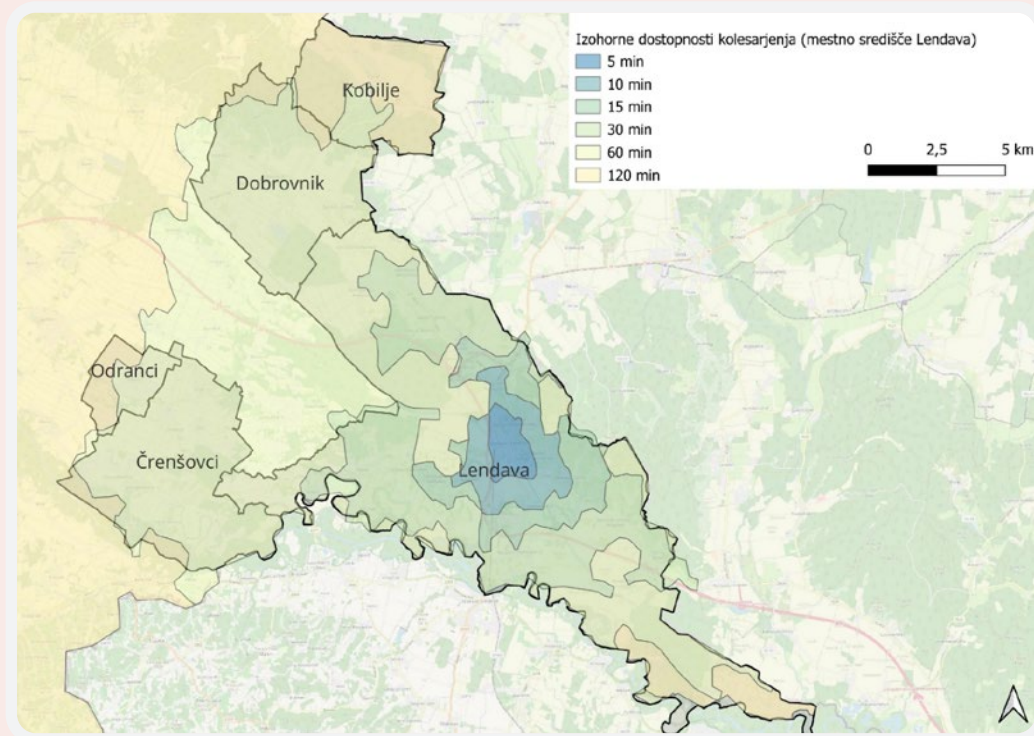 Izohorne dostopnosti kolesarjenja (mestno središče Lendava)
5 min
10 min
15 min
30 min
60 min
120 min
0 2,5 5 km
Kobilje
Dobrovnik
Odranci
Črenšovci
Lendava